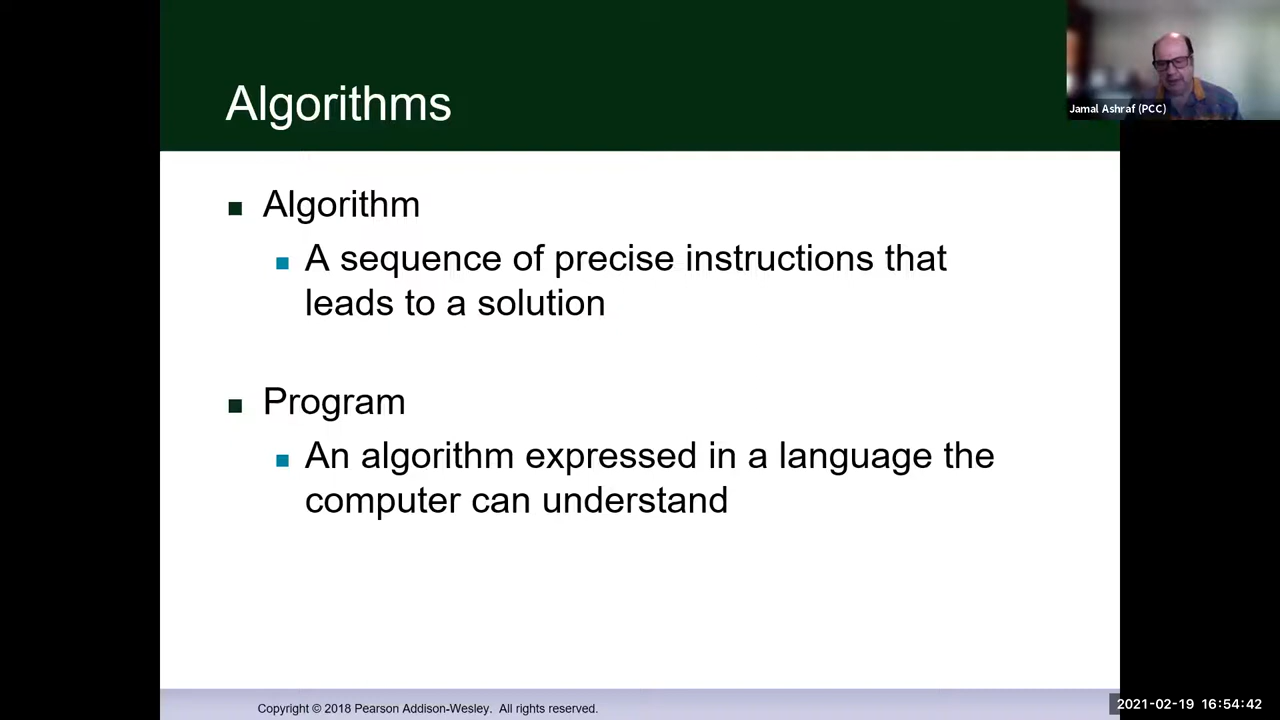 Algorithms
Jamal Ashraf (PCC)
Algorithm
A sequence of precise instructions that
leads to a solution
Program
An algorithm expressed in a language the
computer can understand
Copyright © 2018 Pearson Addison-Wesley.  All rights reserved.
2021-02-19 16:54:42